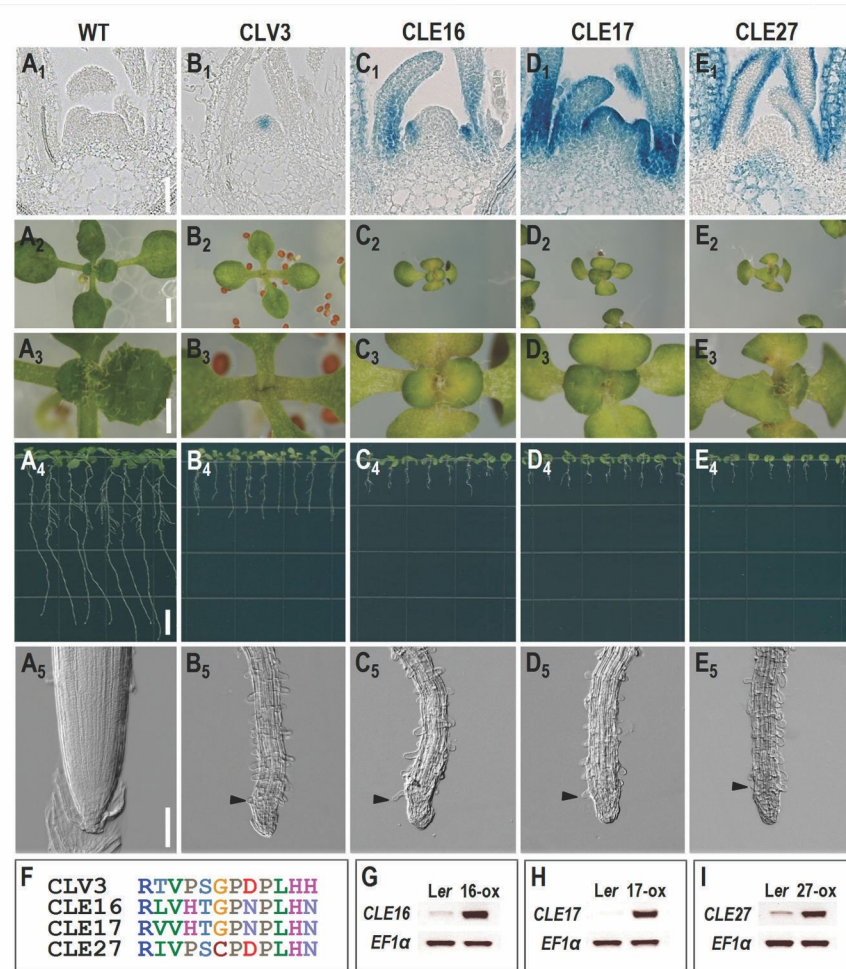 WT CLV3 CLE16 CLE17 CLE27
A1 B1 C1 D1 E1
A2 B2 C2 D2 E2
A3 B3 C3 D3 E3
A4 B4 C4 D4 E4
A5 B5 C5 D5 E5
F
CLV3 RTVPSGPDPLHH
CLE16 RLVHTGPNPLHN
CLE17 RVVHTGPNPLHN
CLE27 RIVPSCPDPLHN
G
Ler 16-ox
CLE16
EF1α
H
Ler 17-ox
CLE17
EF1α
I
Ler 27-ox
CLE27
EF1α